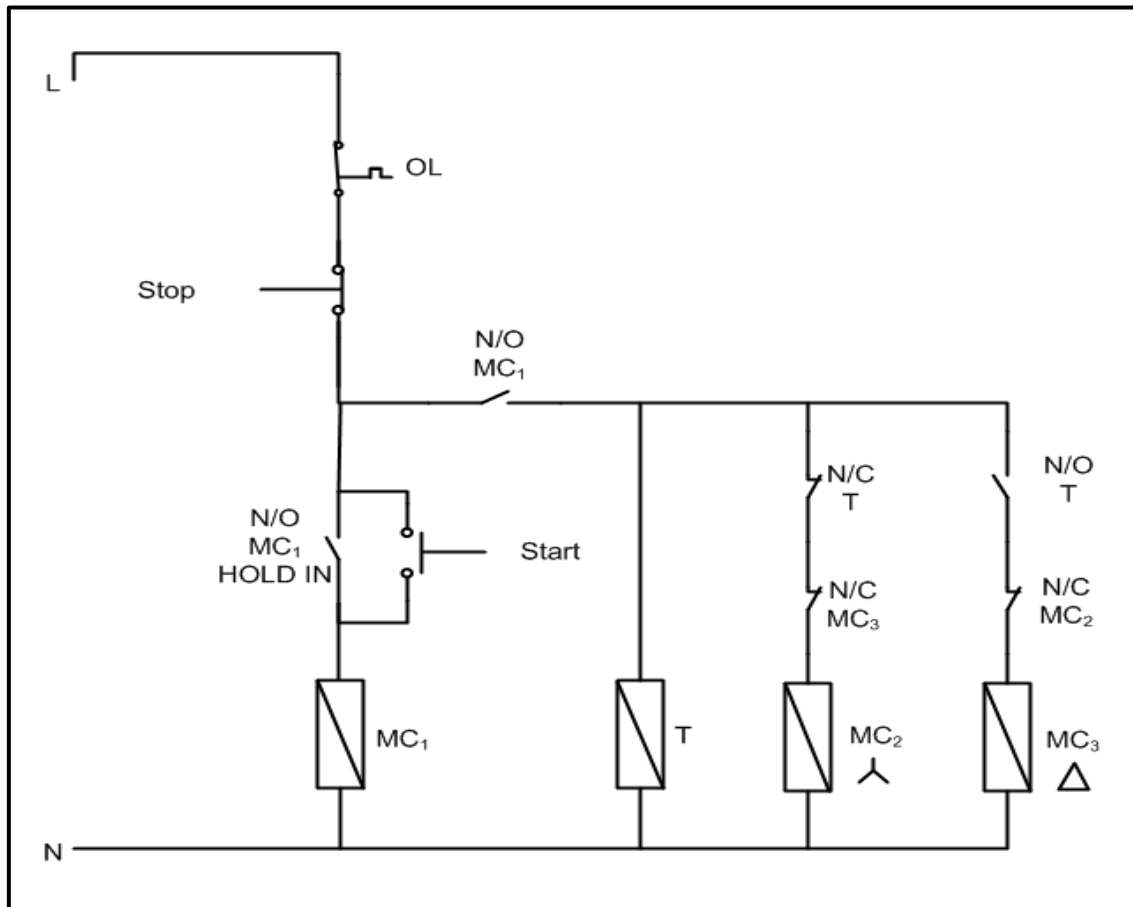 L
OL
Stop
N/O
MC₁
N/O
MC₁
HOLD IN
Start
N/C
T
N/O
T
N/C
MC₃
N/C
MC₂
MC₁
T
MC₂
MC₃
N